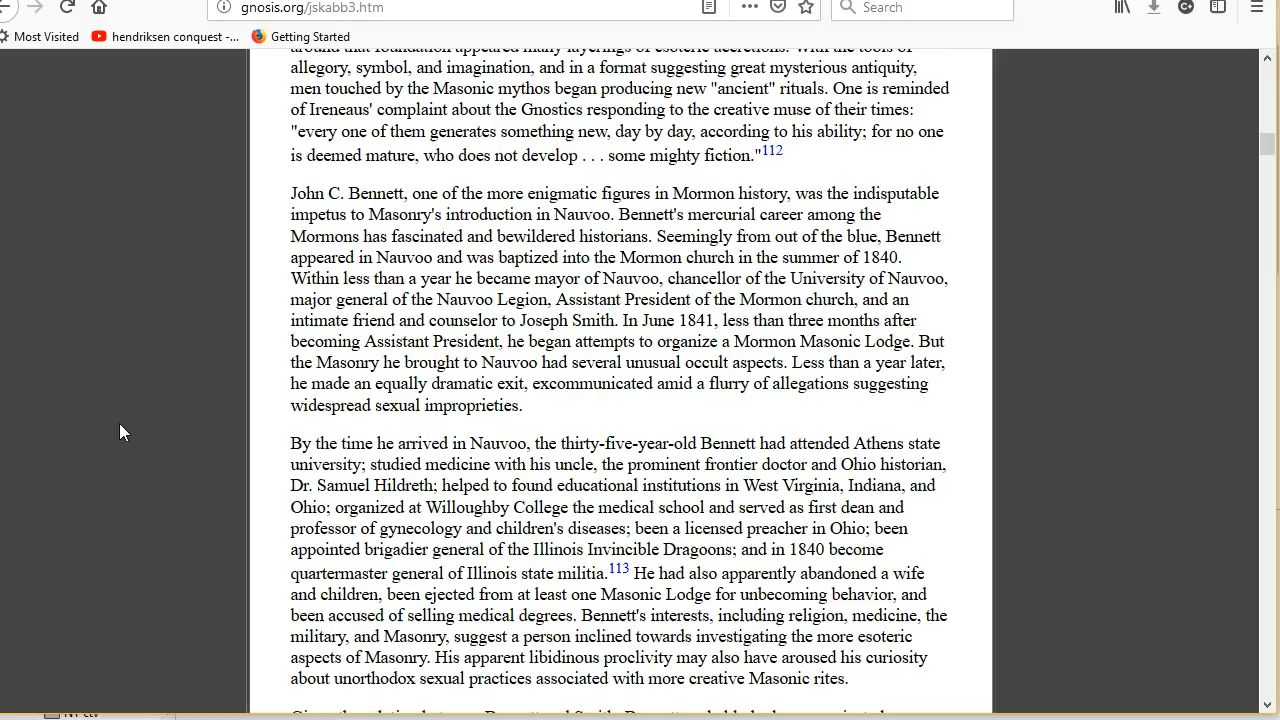 gnosis.org/jskabb3.htm
Search
Most Visited
hendriksen conquest -...
Getting Started
around that foundation appeared many layerings of esoteric accretions. With the tools of
allegory, symbol, and imagination, and in a format suggesting great mysterious antiquity,
men touched by the Masonic mythos began producing new "ancient" rituals. One is reminded
of Ireneaus' complaint about the Gnostics responding to the creative muse of their times:
"every one of them generates something new, day by day, according to his ability; for no one
is deemed mature, who does not develop . . . some mighty fiction."112
John C. Bennett, one of the more enigmatic figures in Mormon history, was the indisputable
impetus to Masonry's introduction in Nauvoo. Bennett's mercurial career among the
Mormons has fascinated and bewildered historians. Seemingly from out of the blue, Bennett
appeared in Nauvoo and was baptized into the Mormon church in the summer of 1840.
Within less than a year he became mayor of Nauvoo, chancellor of the University of Nauvoo,
major general of the Nauvoo Legion, Assistant President of the Mormon church, and an
intimate friend and counselor to Joseph Smith. In June 1841, less than three months after
becoming Assistant President, he began attempts to organize a Mormon Masonic Lodge. But
the Masonry he brought to Nauvoo had several unusual occult aspects. Less than a year later,
he made an equally dramatic exit, excommunicated amid a flurry of allegations suggesting
widespread sexual improprieties.
By the time he arrived in Nauvoo, the thirty-five-year-old Bennett had attended Athens state
university; studied medicine with his uncle, the prominent frontier doctor and Ohio historian,
Dr. Samuel Hildreth; helped to found educational institutions in West Virginia, Indiana, and
Ohio; organized at Willoughby College the medical school and served as first dean and
professor of gynecology and children's diseases; been a licensed preacher in Ohio; been
appointed brigadier general of the Illinois Invincible Dragoons; and in 1840 become
quartermaster general of Illinois state militia.113 He had also apparently abandoned a wife
and children, been ejected from at least one Masonic Lodge for unbecoming behavior, and
been accused of selling medical degrees. Bennett's interests, including religion, medicine, the
military, and Masonry, suggest a person inclined towards investigating the more esoteric
aspects of Masonry. His apparent libidinous proclivity may also have aroused his curiosity
about unorthodox sexual practices associated with more creative Masonic rites.